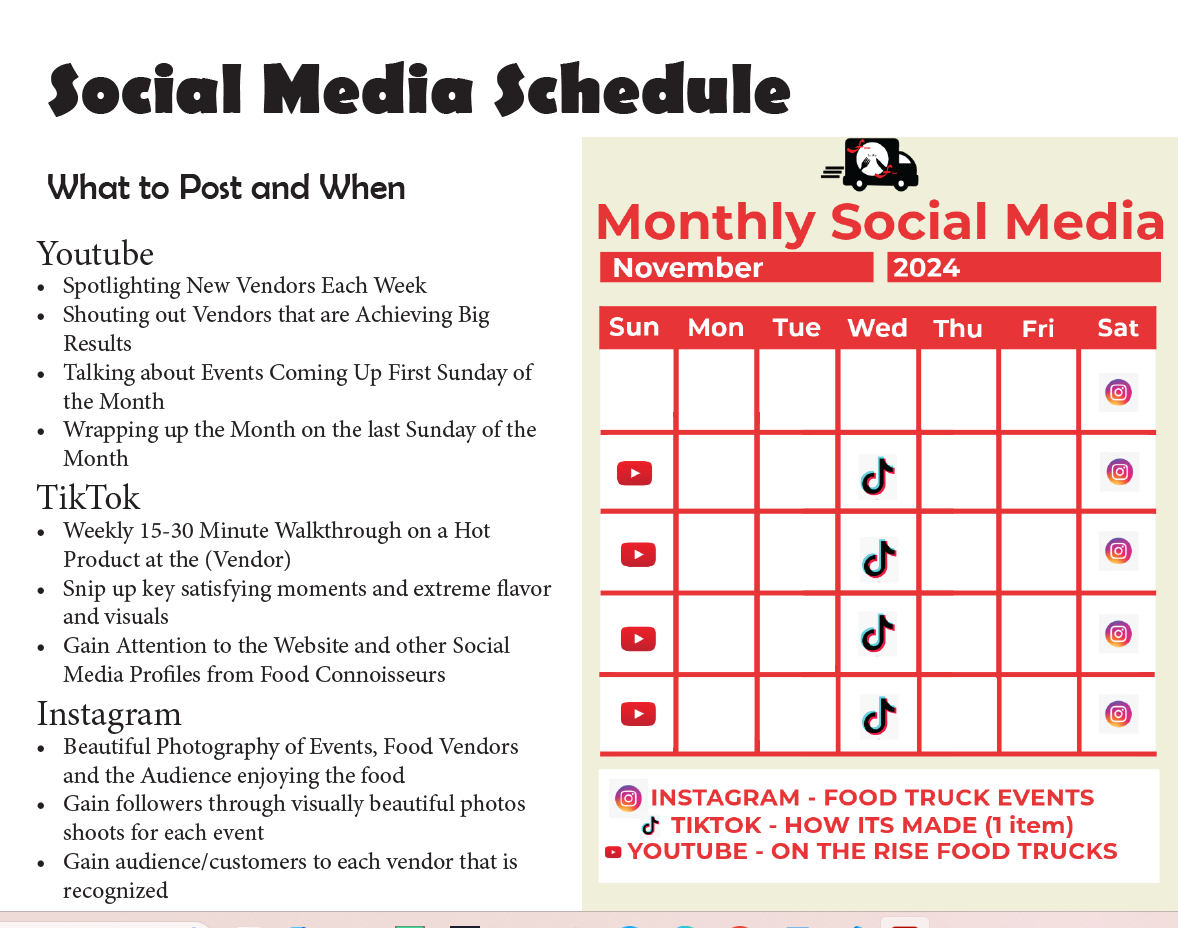 Social Media Schedule
What to Post and When
Youtube
• Spotlighting New Vendors Each Week
• Shouting out Vendors that are Achieving Big
Results
• Talking about Events Coming Up First Sunday of
the Month
• Wrapping up the Month on the last Sunday of the
Month
TikTok
• Weekly 15-30 Minute Walkthrough on a Hot
Product at the (Vendor)
• Snip up key satisfying moments and extreme flavor
and visuals
• Gain Attention to the Website and other Social
Media Profiles from Food Connoisseurs
Instagram
• Beautiful Photography of Events, Food Vendors
and the Audience enjoying the food
• Gain followers through visually beautiful photos
shoots for each event
• Gain audience/customers to each vendor that is
recognized
Monthly Social Media
November 2024
Sun Mon Tue Wed Thu Fri Sat
INSTAGRAM - FOOD TRUCK EVENTS
TIKTOK - HOW ITS MADE (1 item)
YOUTUBE - ON THE RISE FOOD TRUCKS